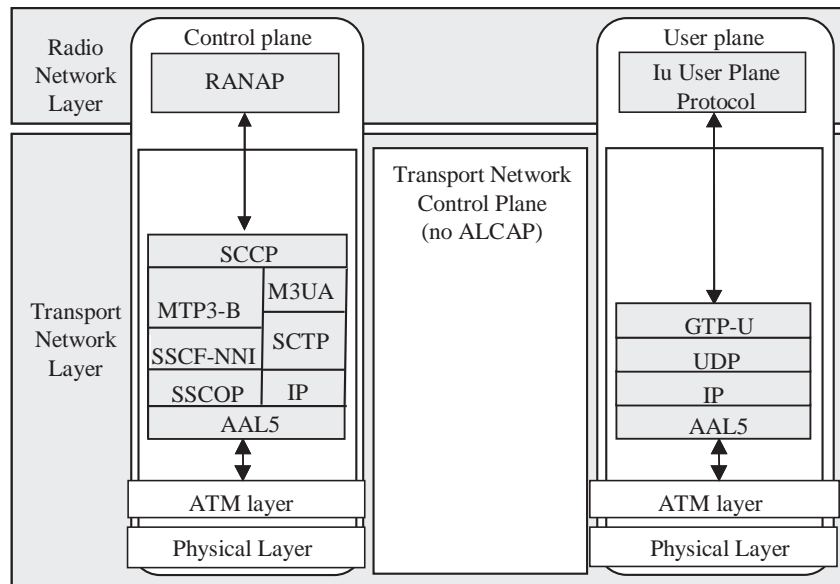 Radio
Network
Layer
Control plane
RANAP
User plane
Iu User Plane
Protocol
Transport
Network
Layer
SCCP
MTP3-B
M3UA
SSCF-NNI
SCTP
SSCOP
IP
AAL5
ATM layer
Physical Layer
Transport Network
Control Plane
(no ALCAP)
GTP-U
UDP
IP
AAL5
ATM layer
Physical Layer